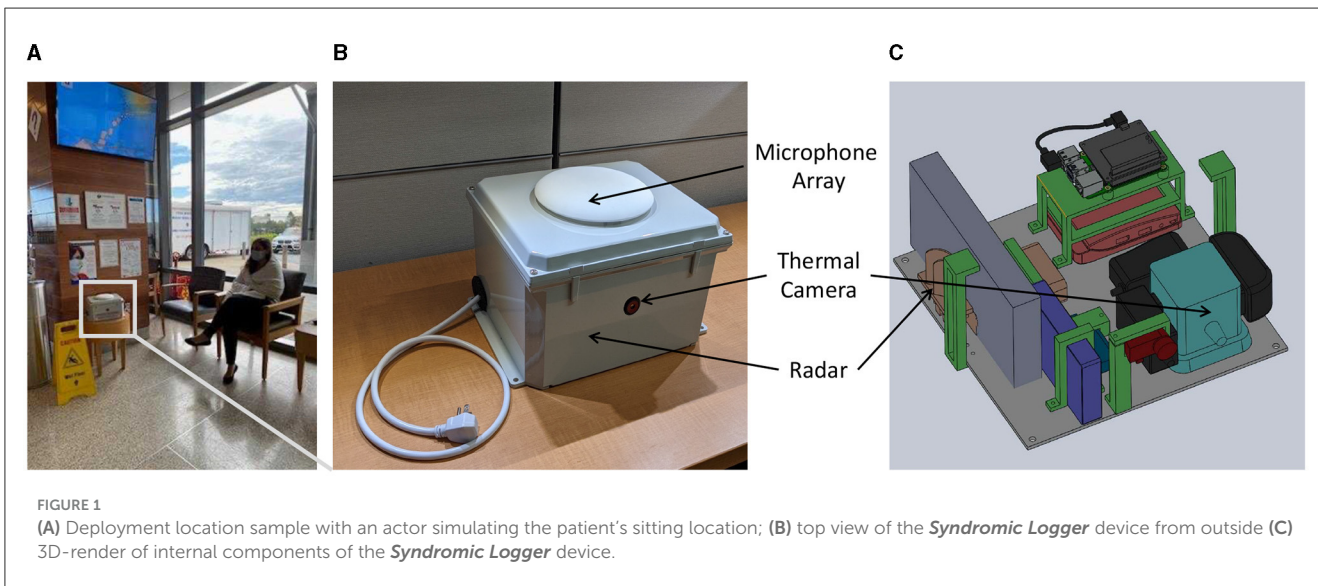 A
B
C
Microphone
Array
Thermal
Camera
Radar
CAUTION
FIGURE 1
(A) Deployment location sample with an actor simulating the patient's sitting location; (B) top view of the Syndromic Logger device from outside (C)
3D-render of internal components of the Syndromic Logger device.